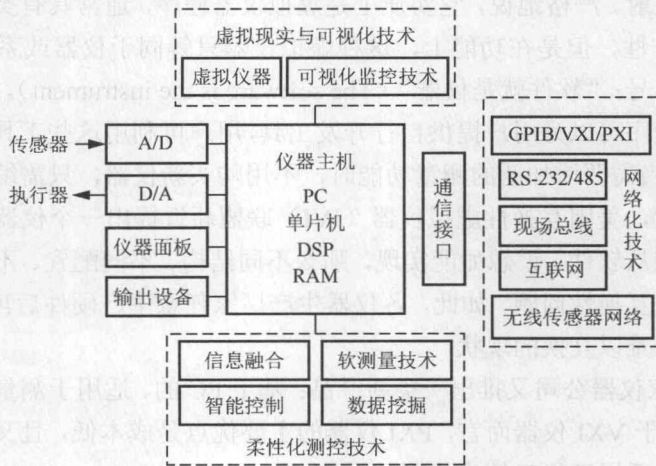 虚拟现实与可视化技术
虚拟仪器
可视化监控技术
传感器
A/D
执行器
D/A
仪器面板
输出设备
仪器主机
PC
单片机
DSP
RAM
通信接口
GPIB/VXI/PXI
RS-232/485
现场总线
互联网
无线传感器网络
网络化技术
信息融合
软测量技术
智能控制
数据挖掘
柔性化测控技术